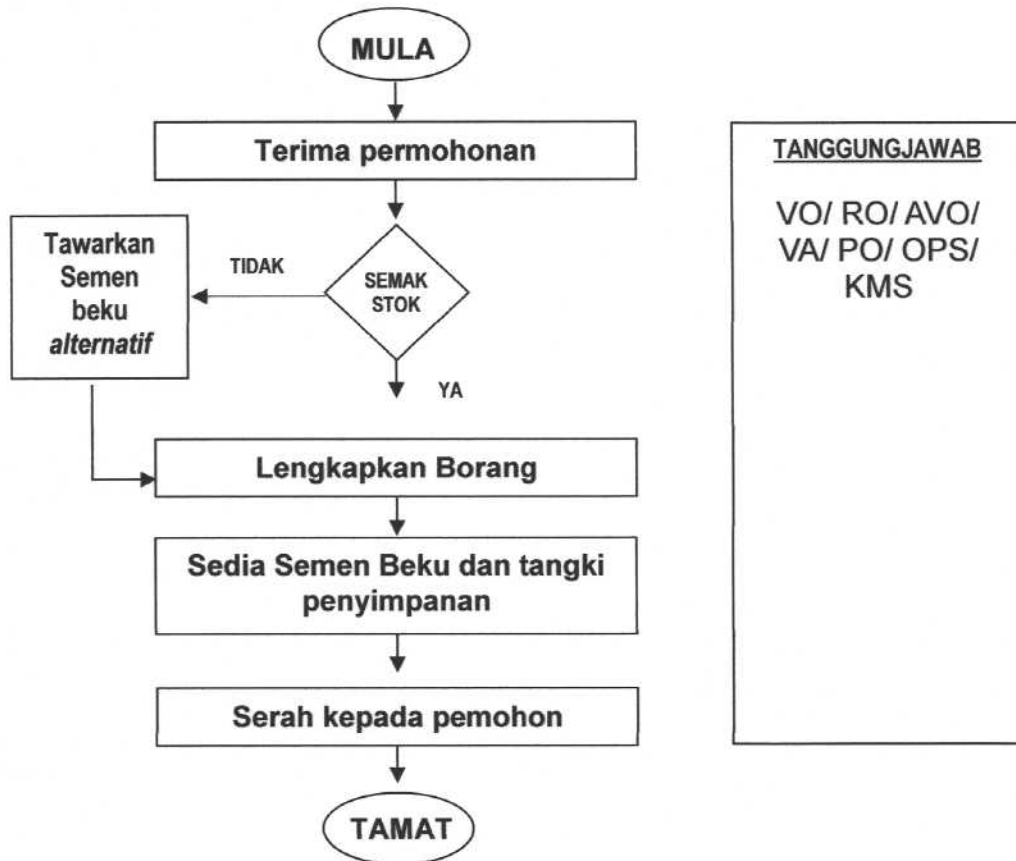 MULA
Terima permohonan
Tawarkan
Semen
beku
alternatif
TIDAK
SEMAK
STOK
YA
Lengkapkan Borang
Sedia Semen Beku dan tangki
penyimpanan
Serah kepada pemohon
TAMAT
TANGGUNGJAWAB
VO/ RO/ AVO/
VA/ PO/ OPS/
KMS